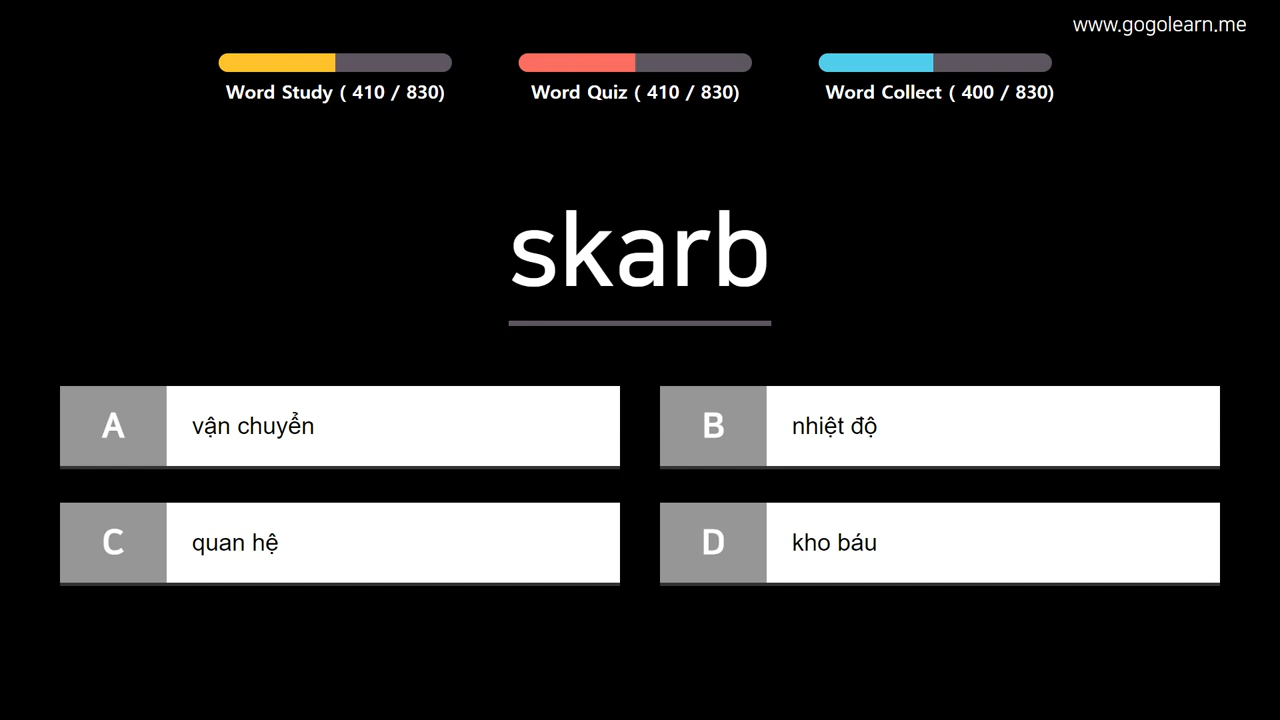 www.gogolearn.me
Word Study ( 410 / 830)
Word Quiz ( 410 / 830)
Word Collect ( 400 / 830)
skarb
A
vận chuyển
B
nhiệt độ
C
quan hệ
D
kho báu